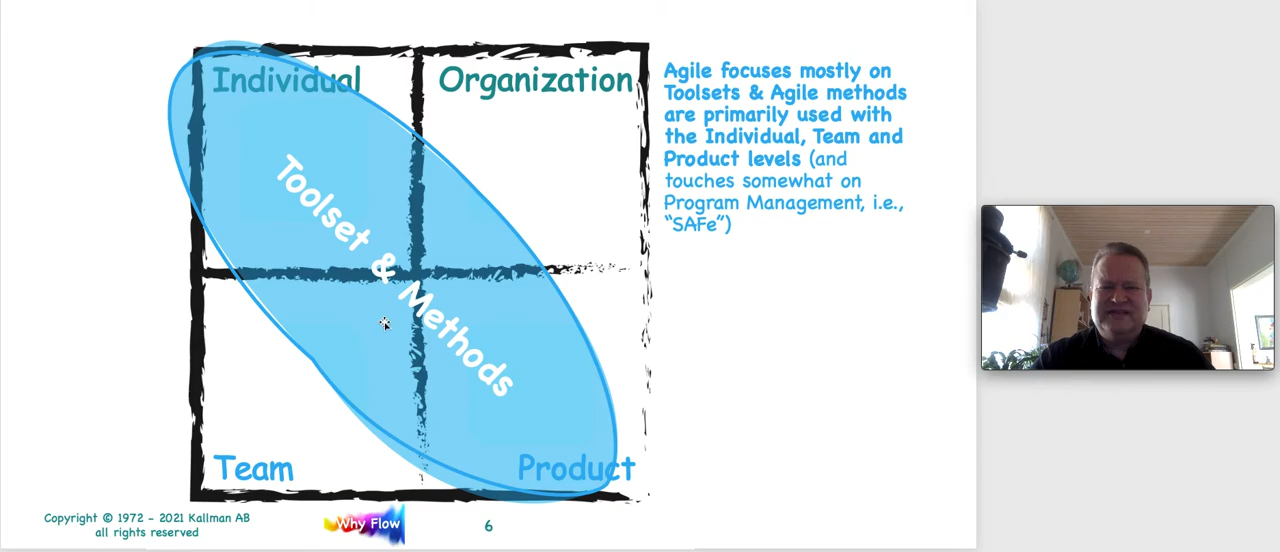 Individual
Organization
Toolset & Methods
Team
Product
Agile focuses mostly on
Toolsets & Agile methods
are primarily used with
the Individual, Team and
Product levels (and
touches somewhat on
Program Management, i.e.,
“SAFe”)
Copyright © 1972 - 2021 Kallman AB
all rights reserved
Why Flow
6